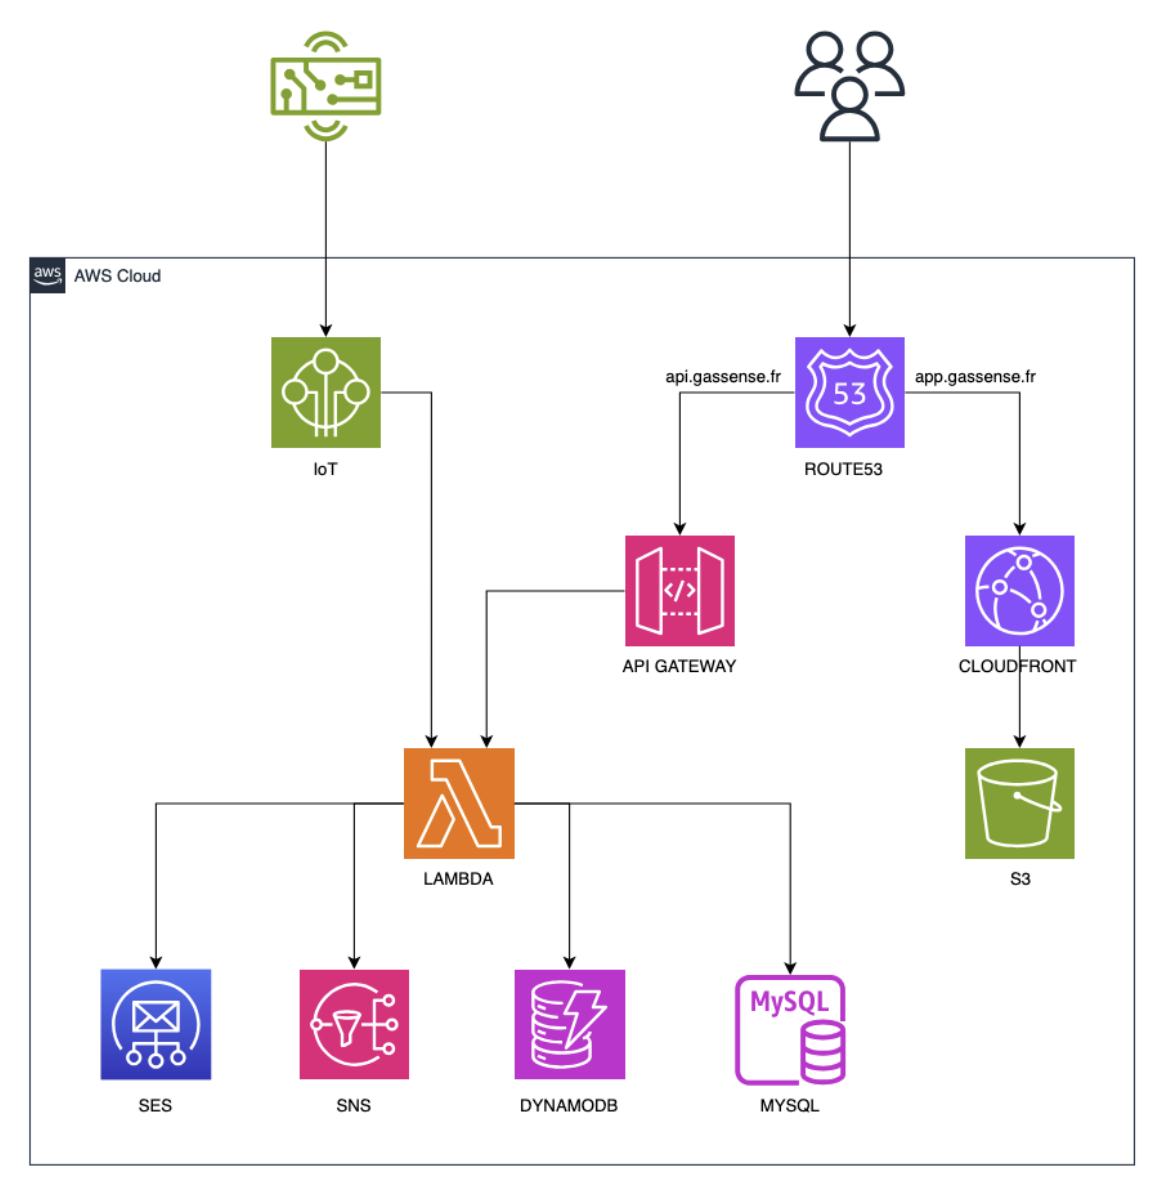 aws
AWS Cloud
api.gassense.fr
app.gassense.fr
53
IoT
ROUTE53
</>
API GATEWAY
CLOUDFRONT
LAMBDA
S3
MySQL
SES
SNS
DYNAMODB
MYSQL